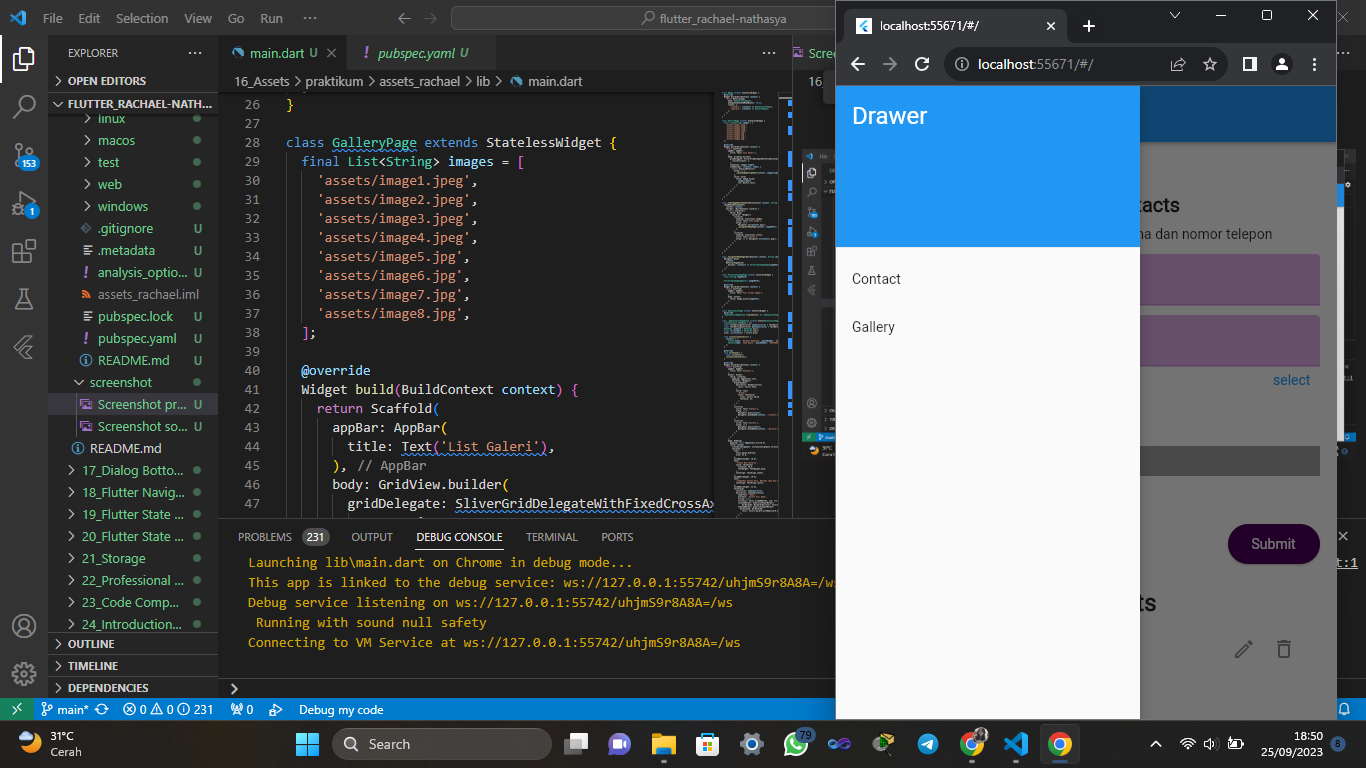 File Edit Selection View Go Run ···
flutter_rachael-nathasya
EXPLORER
OPEN EDITORS
FLUTTER_RACHAEL-NATH...
linux
macos
test
web
windows
.gitignore U
.metadata U
analysis_optio... U
assets_rachael.iml
pubspec.lock U
pubspec.yaml U
README.md U
screenshot
Screenshot pr... U
Screenshot so... U
README.md
17_Dialog Botto...
18_Flutter Navig...
19_Flutter State ...
20_Flutter State ...
21_Storage
22_Professional ...
23_Code Comp...
24_Introduction...
OUTLINE
TIMELINE
DEPENDENCIES
153
1
main.dart U
pubspec.yaml U
Scree
16_Assets > praktikum > assets_rachael > lib > main.dart
16_
26 }
27
28 class GalleryPage extends StatelessWidget {
29 final List<String> images = [
30 'assets/image1.jpeg',
31 'assets/image2.jpeg',
32 'assets/image3.jpeg',
33 'assets/image4.jpeg',
34 'assets/image5.jpg',
35 'assets/image6.jpg',
36 'assets/image7.jpg',
37 'assets/image8.jpg',
38 ];
39
40 @override
41 Widget build(BuildContext context) {
42 return Scaffold(
43 appBar: AppBar(
44 title: Text('List Galeri'),
45 ), // AppBar
46 body: GridView.builder(
47 gridDelegate: SliverGridDelegateWithFixedCrossAx
PROBLEMS 231 OUTPUT DEBUG CONSOLE TERMINAL PORTS
Launching lib\main.dart on Chrome in debug mode...
This app is linked to the debug service: ws://127.0.0.1:55742/uhjmS9r8A8A=/ws
Debug service listening on ws://127.0.0.1:55742/uhjmS9r8A8A=/ws
Running with sound null safety
Connecting to VM Service at ws://127.0.0.1:55742/uhjmS9r8A8A=/ws
t:1
main* 0 0 231 0 Debug my code
localhost:55671/#/
localhost:55671/#/
Drawer
Contact
Gallery
tacts
na dan nomor telepon
select
Submit
ts
31°C
Cerah
Search
79
18:50
25/09/2023
8